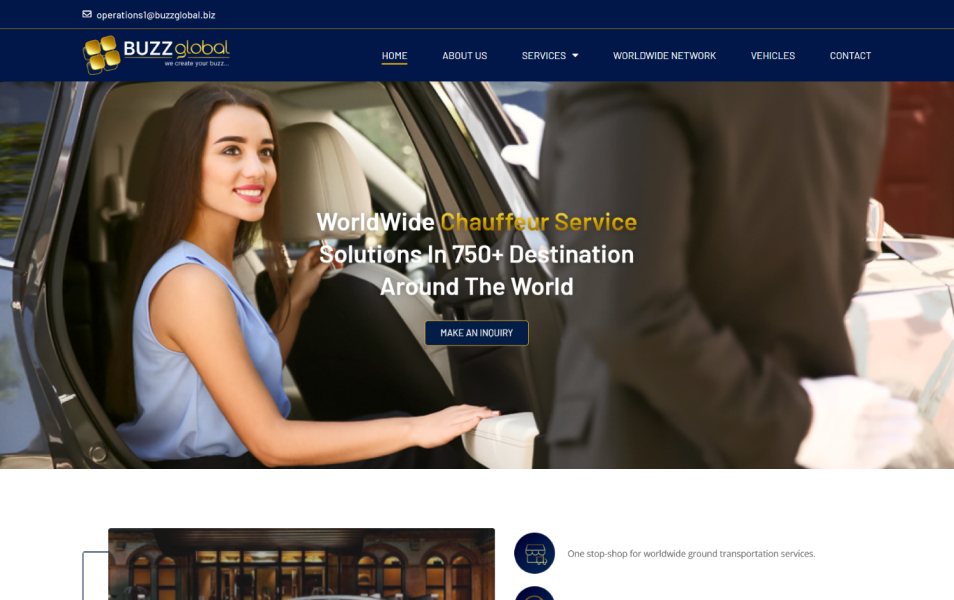 operations1@buzzglobal.biz
BUZZ global
we create your buzz...
HOME
ABOUT US
SERVICES
WORLDWIDE NETWORK
VEHICLES
CONTACT
WorldWide Chauffeur Service
Solutions In 750+ Destination
Around The World
MAKE AN INQUIRY
One stop-shop for worldwide ground transportation services.